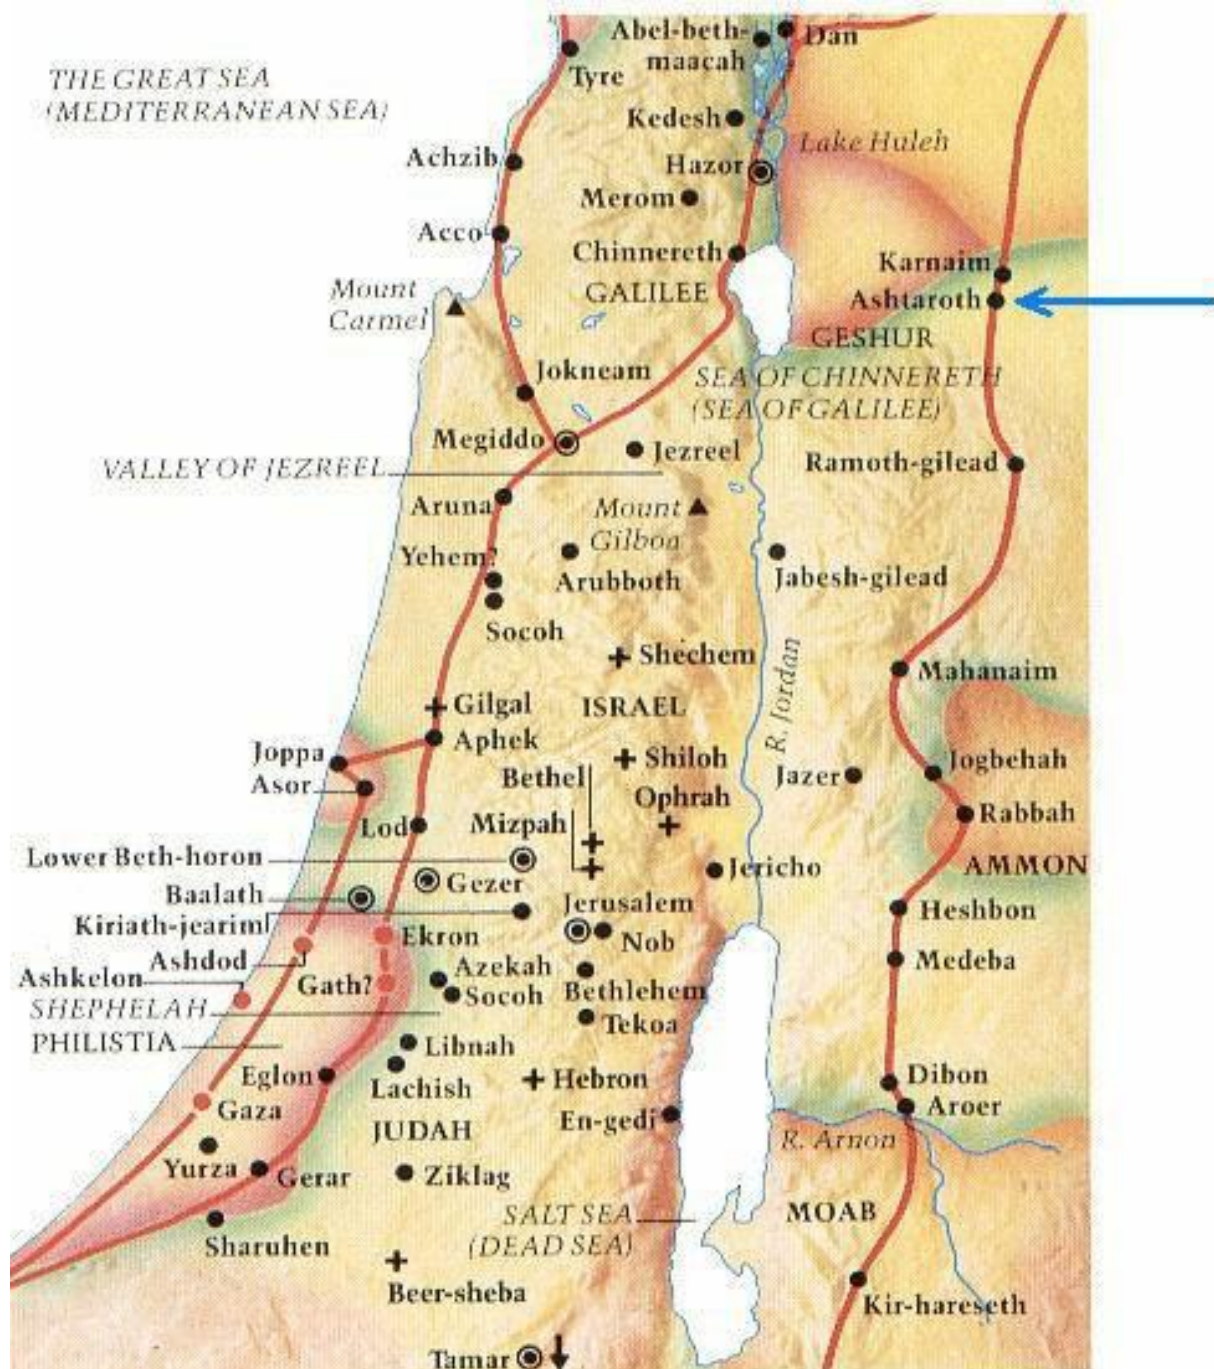 Abel-beth-
maacah
Dan
THE GREAT SEA
(MEDITERRANEAN SEA)
Tyre
Kedesh
Lake Huleh
Achzib
Hazor
Merom
Acco
Chinnereth
Karnaim
Mount
Carmel
GALILEE
Ashtaroth
GESHUR
Jokneam
SEA OF CHINNERETH
(SEA OF GALILEE)
Megiddo
Jezreel
VALLEY OF JEZREEL
Ramoth-gilead
Aruna
Mount
Gilboa
Yehem?
Arubboth
Jabesh-gilead
Socoh
Shechem
R. Jordan
Mahanaim
Gilgal
ISRAEL
Aphek
Joppa
Shiloh
Jogbehah
Asor
Bethel
Jazer
Ophrah
Rabbah
Lod
Mizpah
Lower Beth-horon
Jericho
AMMON
Gezer
Baalath
Jerusalem
Heshbon
Kiriath-jearim
Ekron
Nob
Ashdod
Azekah
Medeba
Ashkelon
Gath?
Socoh
Bethlehem
SHEPHELAH
Tekoa
PHILISTIA
Libnah
Eglon
Lachish
Hebron
Dibon
Gaza
Aroer
En-gedi
JUDAH
R. Arnon
Yurza
Gerar
Ziklag
SALT SEA
(DEAD SEA)
MOAB
Sharuhen
Beer-sheba
Kir-hareseth
Tamar